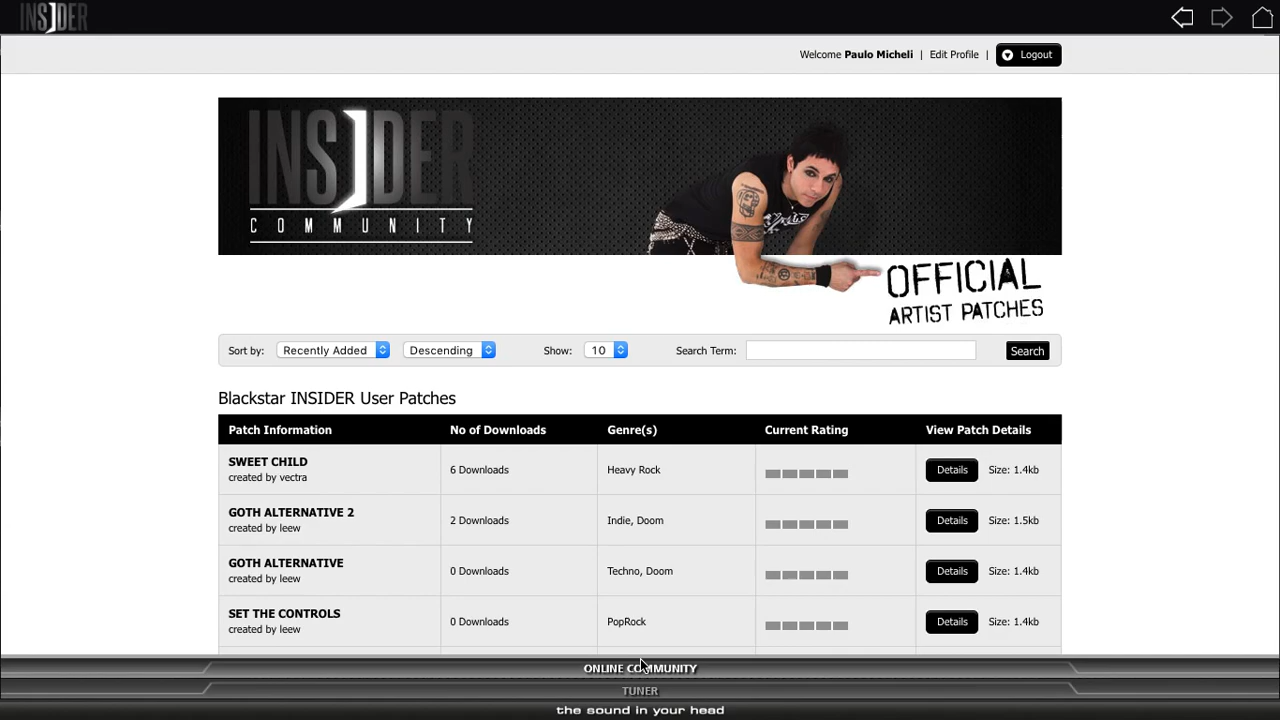 INSIDER
Welcome Paulo Micheli | Edit Profile | Logout
INSIDER
COMMUNITY
OFFICIAL
ARTIST PATCHES
Sort by: Recently Added Descending Show: 10 Search Term: Search
Blackstar INSIDER User Patches
Patch Information No of Downloads Genre(s) Current Rating View Patch Details
SWEET CHILD
created by vectra
6 Downloads Heavy Rock Details Size: 1.4kb
GOTH ALTERNATIVE 2
created by leew
2 Downloads Indie, Doom Details Size: 1.5kb
GOTH ALTERNATIVE
created by leew
0 Downloads Techno, Doom Details Size: 1.4kb
SET THE CONTROLS
created by leew
0 Downloads PopRock Details Size: 1.4kb
ONLINE COMMUNITY
TUNER
the sound in your head